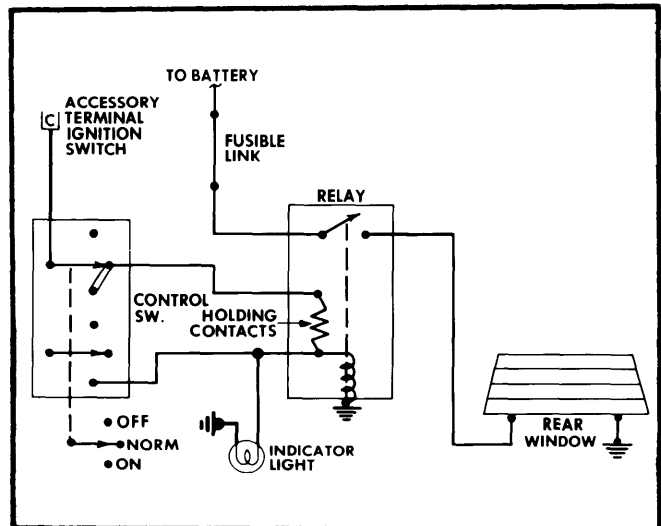 TO BATTERY
C
ACCESSORY
TERMINAL
IGNITION
SWITCH
FUSIBLE
LINK
RELAY
CONTROL
SW.
HOLDING
CONTACTS
OFF
NORM
ON
INDICATOR
LIGHT
REAR
WINDOW